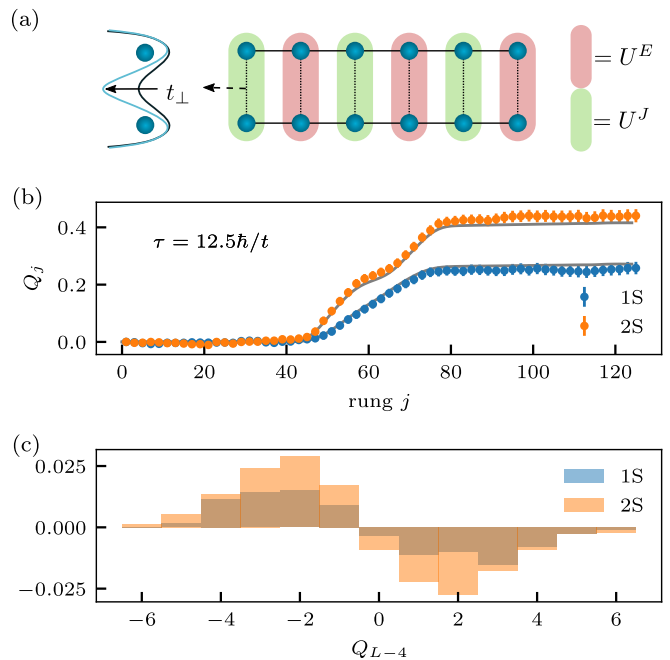 (a)
t⊥
= U^E
= U^J
(b)
τ = 12.5ħ/t
Q_j
0.4
0.2
0.0
1S
2S
0 20 40 60 80 100 120
rung j
(c)
0.025
0.000
−0.025
1S
2S
−6 −4 −2 0 2 4 6
Q_{L−4}